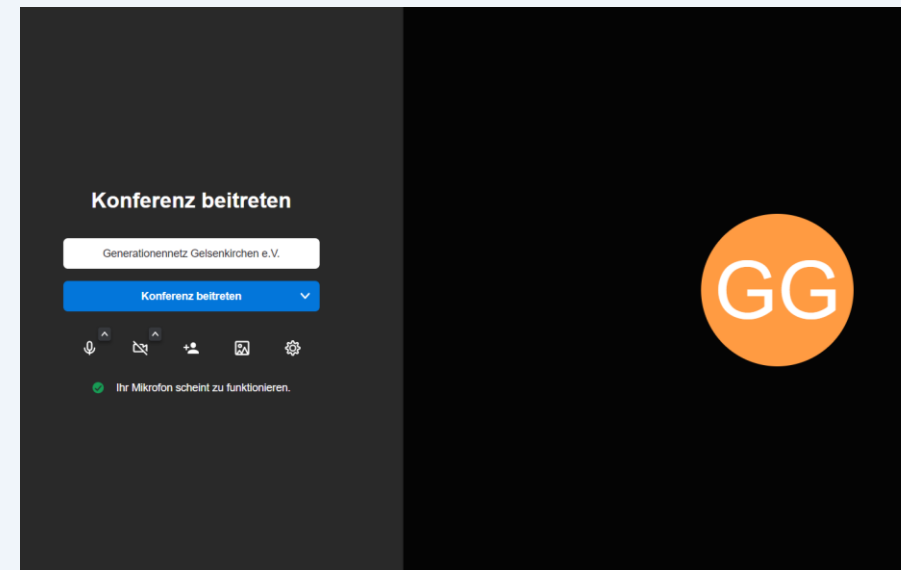 Konferenz beitreten
Generationennetz Gelsenkirchen e.V.
Konferenz beitreten
Ihr Mikrofon scheint zu funktionieren.
GG